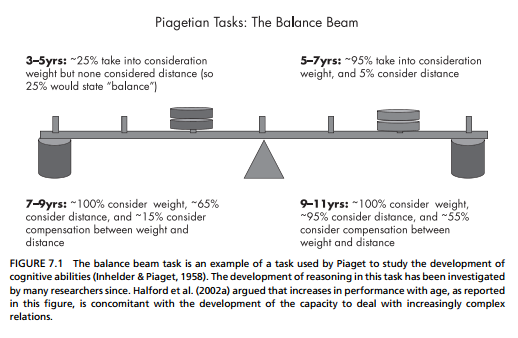 Piagetian Tasks: The Balance Beam
3–5yrs: ~25% take into consideration
weight but none considered distance (so
25% would state “balance”)
5–7yrs: ~95% take into consideration
weight, and 5% consider distance
7–9yrs: ~100% consider weight, ~65%
consider distance, and ~15% consider
compensation between weight and
distance
9–11yrs: ~100% consider weight,
~95% consider distance, and ~55%
consider compensation between
weight and distance
FIGURE 7.1 The balance beam task is an example of a task used by Piaget to study the development of
cognitive abilities (Inhelder & Piaget, 1958). The development of reasoning in this task has been investigated
by many researchers since. Halford et al. (2002a) argued that increases in performance with age, as reported
in this figure, is concomitant with the development of the capacity to deal with increasingly complex
relations.